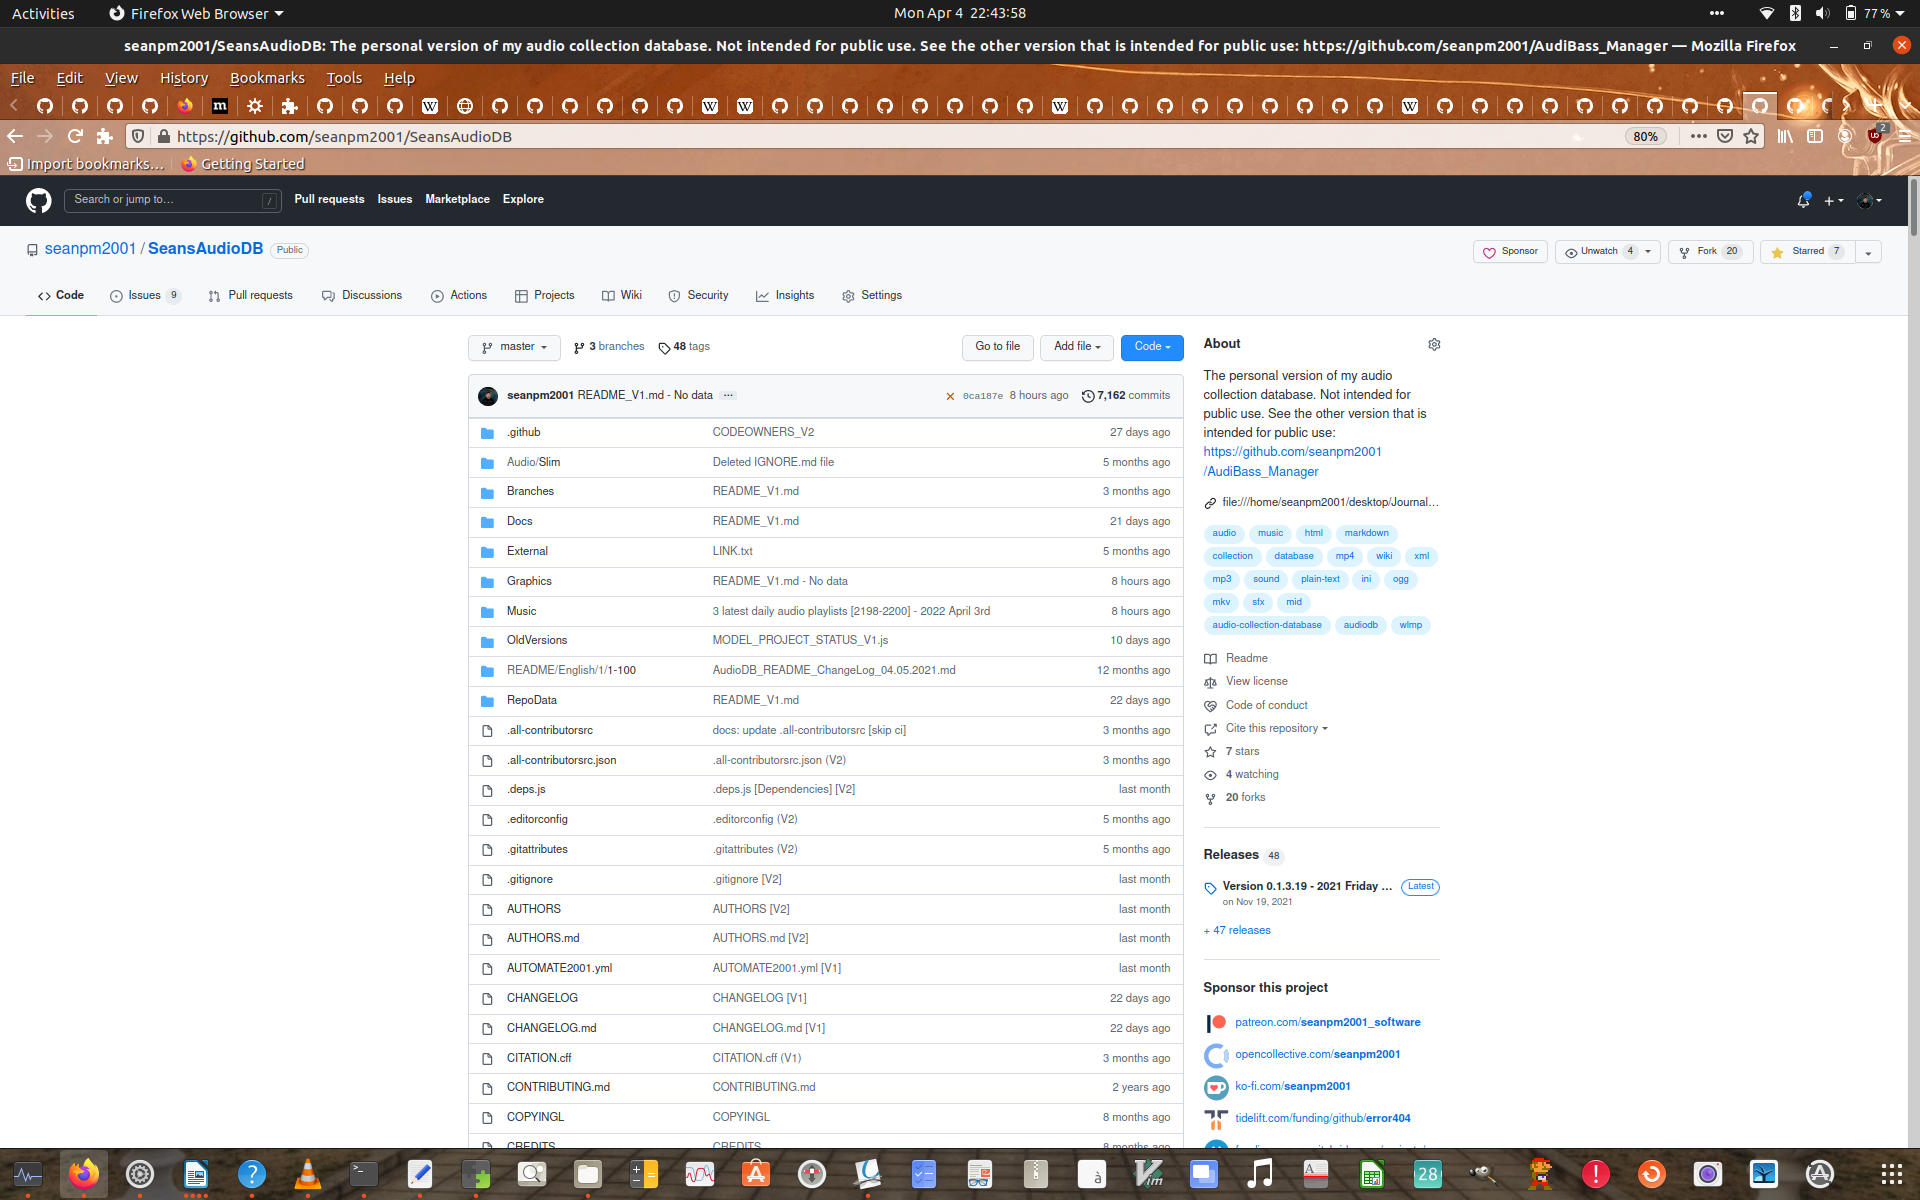 Activities
Firefox Web Browser
Mon Apr 4 22:43:58
77 %
seanpm2001/SeansAudioDB: The personal version of my audio collection database. Not intended for public use. See the other version that is intended for public use: https://github.com/seanpm2001/AudiBass_Manager — Mozilla Firefox
File Edit View History Bookmarks Tools Help
https://github.com/seanpm2001/SeansAudioDB
80%
2
Import bookmarks...
Getting Started
Search or jump to...
/
Pull requests Issues Marketplace Explore
seanpm2001 / SeansAudioDB Public
Sponsor
Unwatch 4
Fork 20
Starred 7
Code
Issues 9
Pull requests
Discussions
Actions
Projects
Wiki
Security
Insights
Settings
master
3 branches
48 tags
Go to file
Add file
Code
seanpm2001 README_V1.md - No data ...
0ca187e 8 hours ago
7,162 commits
.github CODEOWNERS_V2 27 days ago
Audio/Slim Deleted IGNORE.md file 5 months ago
Branches README_V1.md 3 months ago
Docs README_V1.md 21 days ago
External LINK.txt 5 months ago
Graphics README_V1.md - No data 8 hours ago
Music 3 latest daily audio playlists [2198-2200] - 2022 April 3rd 8 hours ago
OldVersions MODEL_PROJECT_STATUS_V1.js 10 days ago
README/English/1/1-100 AudioDB_README_ChangeLog_04.05.2021.md 12 months ago
RepoData README_V1.md 22 days ago
.all-contributorsrc docs: update .all-contributorsrc [skip ci] 3 months ago
.all-contributorsrc.json .all-contributorsrc.json (V2) 3 months ago
.deps.js .deps.js [Dependencies] [V2] last month
.editorconfig .editorconfig (V2) 5 months ago
.gitattributes .gitattributes (V2) 5 months ago
.gitignore .gitignore [V2] last month
AUTHORS AUTHORS [V2] last month
AUTHORS.md AUTHORS.md [V2] last month
AUTOMATE2001.yml AUTOMATE2001.yml [V1] last month
CHANGELOG CHANGELOG [V1] 22 days ago
CHANGELOG.md CHANGELOG.md [V1] 22 days ago
CITATION.cff CITATION.cff (V1) 3 months ago
CONTRIBUTING.md CONTRIBUTING.md 2 years ago
COPYINGL COPYINGL 8 months ago
CREDITS CREDITS 8 months ago
About
The personal version of my audio
collection database. Not intended for
public use. See the other version that is
intended for public use:
https://github.com/seanpm2001
/AudiBass_Manager
file:///home/seanpm2001/desktop/Journal...
audio music html markdown
collection database mp4 wiki xml
mp3 sound plain-text ini ogg
mkv sfx mid
audio-collection-database audiodb wlmp
Readme
View license
Code of conduct
Cite this repository
7 stars
4 watching
20 forks
Releases 48
Version 0.1.3.19 - 2021 Friday ... Latest
on Nov 19, 2021
+ 47 releases
Sponsor this project
patreon.com/seanpm2001_software
opencollective.com/seanpm2001
ko-fi.com/seanpm2001
tidelift.com/funding/github/error404
28